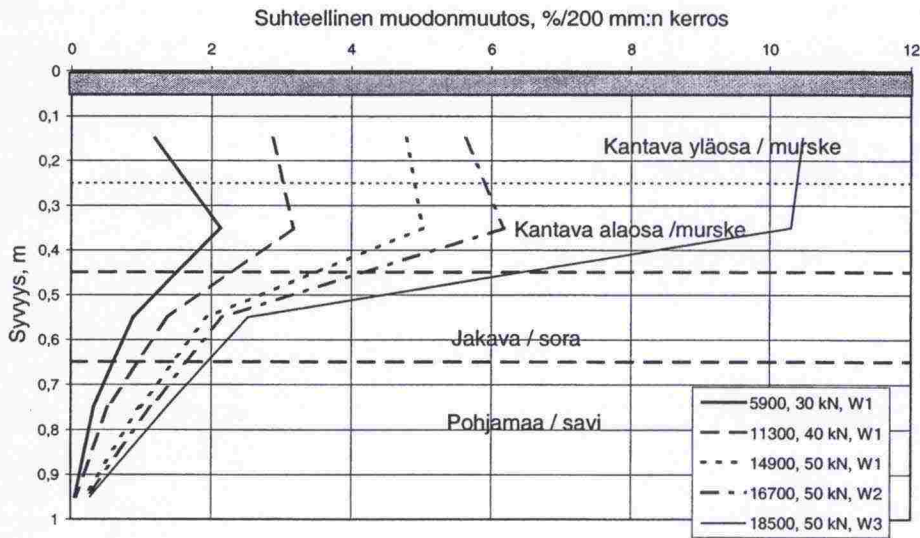 Suhteellinen muodonmuutos, %/200 mm:n kerros
0 2 4 6 8 10 12
Syvyys, m
0
0,1
0,2
0,3
0,4
0,5
0,6
0,7
0,8
0,9
1
Kantava yläosa / murske
Kantava alaosa /murske
Jakava / sora
Pohjamaa / savi
5900, 30 kN, W1
11300, 40 kN, W1
14900, 50 kN, W1
16700, 50 kN, W2
18500, 50 kN, W3